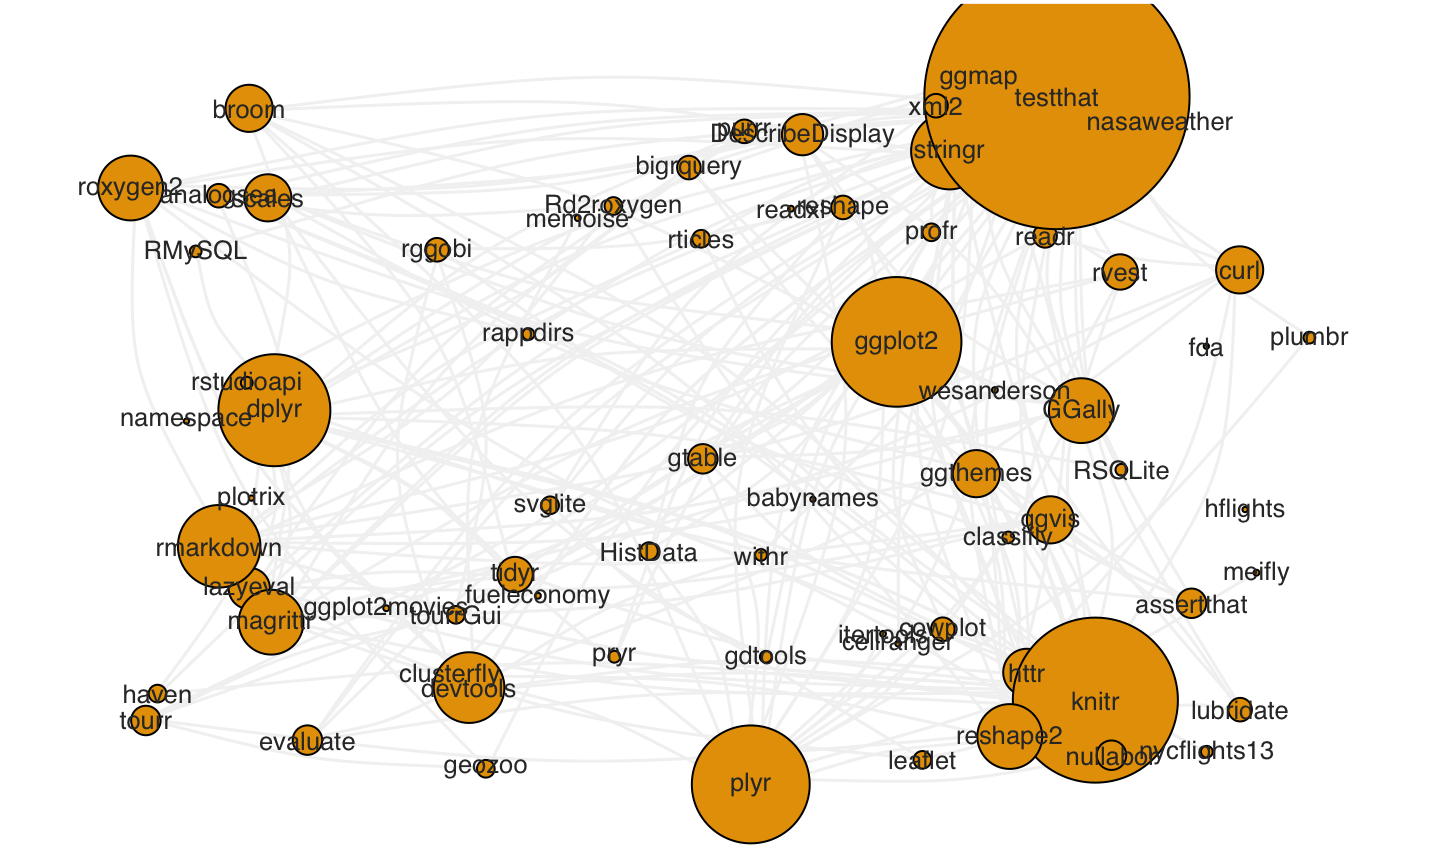 ggmap
testthat
broom
xml2
nasaweather
purrr
DescribeDisplay
stringr
bigrquery
roxygen2
analogsea
scales
Rd2roxygen
memoise
readxl
reshape
profr
readr
rticles
RMySQL
rggobi
rvest
curl
rappdirs
ggplot2
plumbr
fda
rstudioapi
dplyr
wesanderson
GGally
namespace
gtable
ggthemes
RSQLite
plotrix
svglite
babynames
hflights
ggvis
classifly
rmarkdown
HistData
withr
tidyr
meifly
lazyeval
fueleconomy
ggplot2movies
tourrGui
assertthat
magrittr
itertools
cowplot
cellranger
pryr
gdtools
clusterfly
devtools
httr
haven
knitr
lubridate
tourr
reshape2
evaluate
nullabor
nycflights13
leaflet
geozoo
plyr